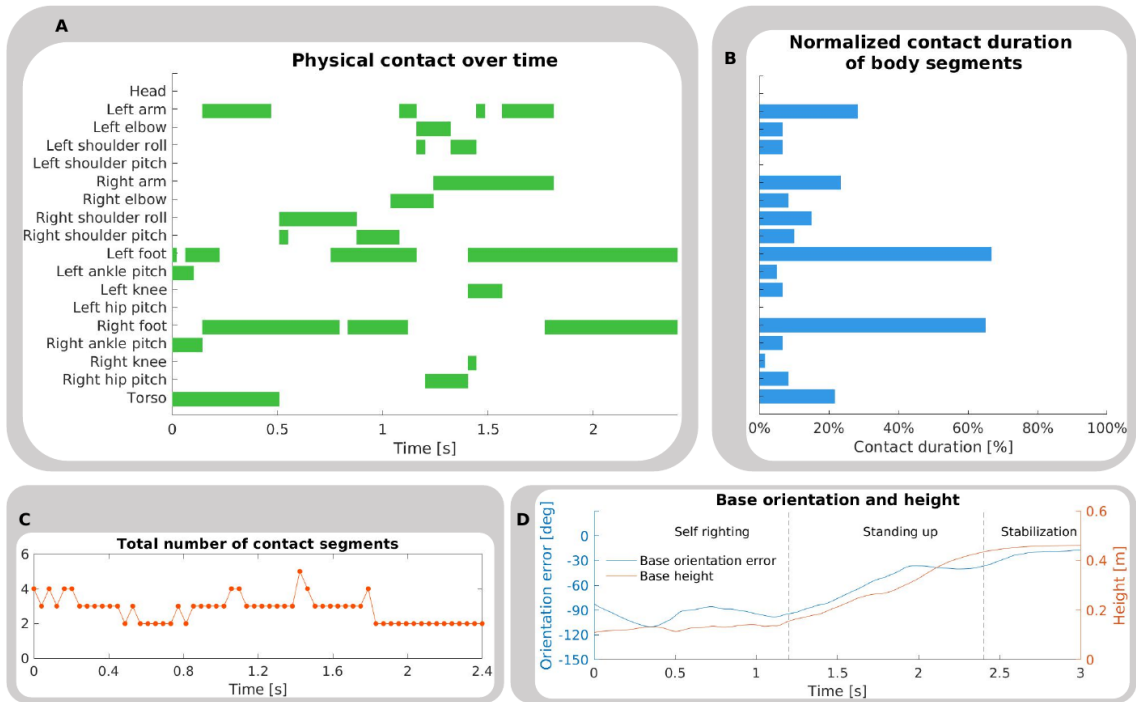 A
Physical contact over time
Head
Left arm
Left elbow
Left shoulder roll
Left shoulder pitch
Right arm
Right elbow
Right shoulder roll
Right shoulder pitch
Left foot
Left ankle pitch
Left knee
Left hip pitch
Right foot
Right ankle pitch
Right knee
Right hip pitch
Torso
0 0.5 1 1.5 2
Time [s]
B
Normalized contact duration
of body segments
0% 20% 40% 60% 80% 100%
Contact duration [%]
C
Total number of contact segments
6
4
2
0
0 0.4 0.8 1.2 1.6 2 2.4
Time [s]
D
Base orientation and height
Orientation error [deg]
0
-30
-60
-90
-120
-150
Self righting Standing up Stabilization
Base orientation error
Base height
0.6
0.4
0.2
0
Height [m]
0 0.5 1 1.5 2 2.5 3
Time [s]